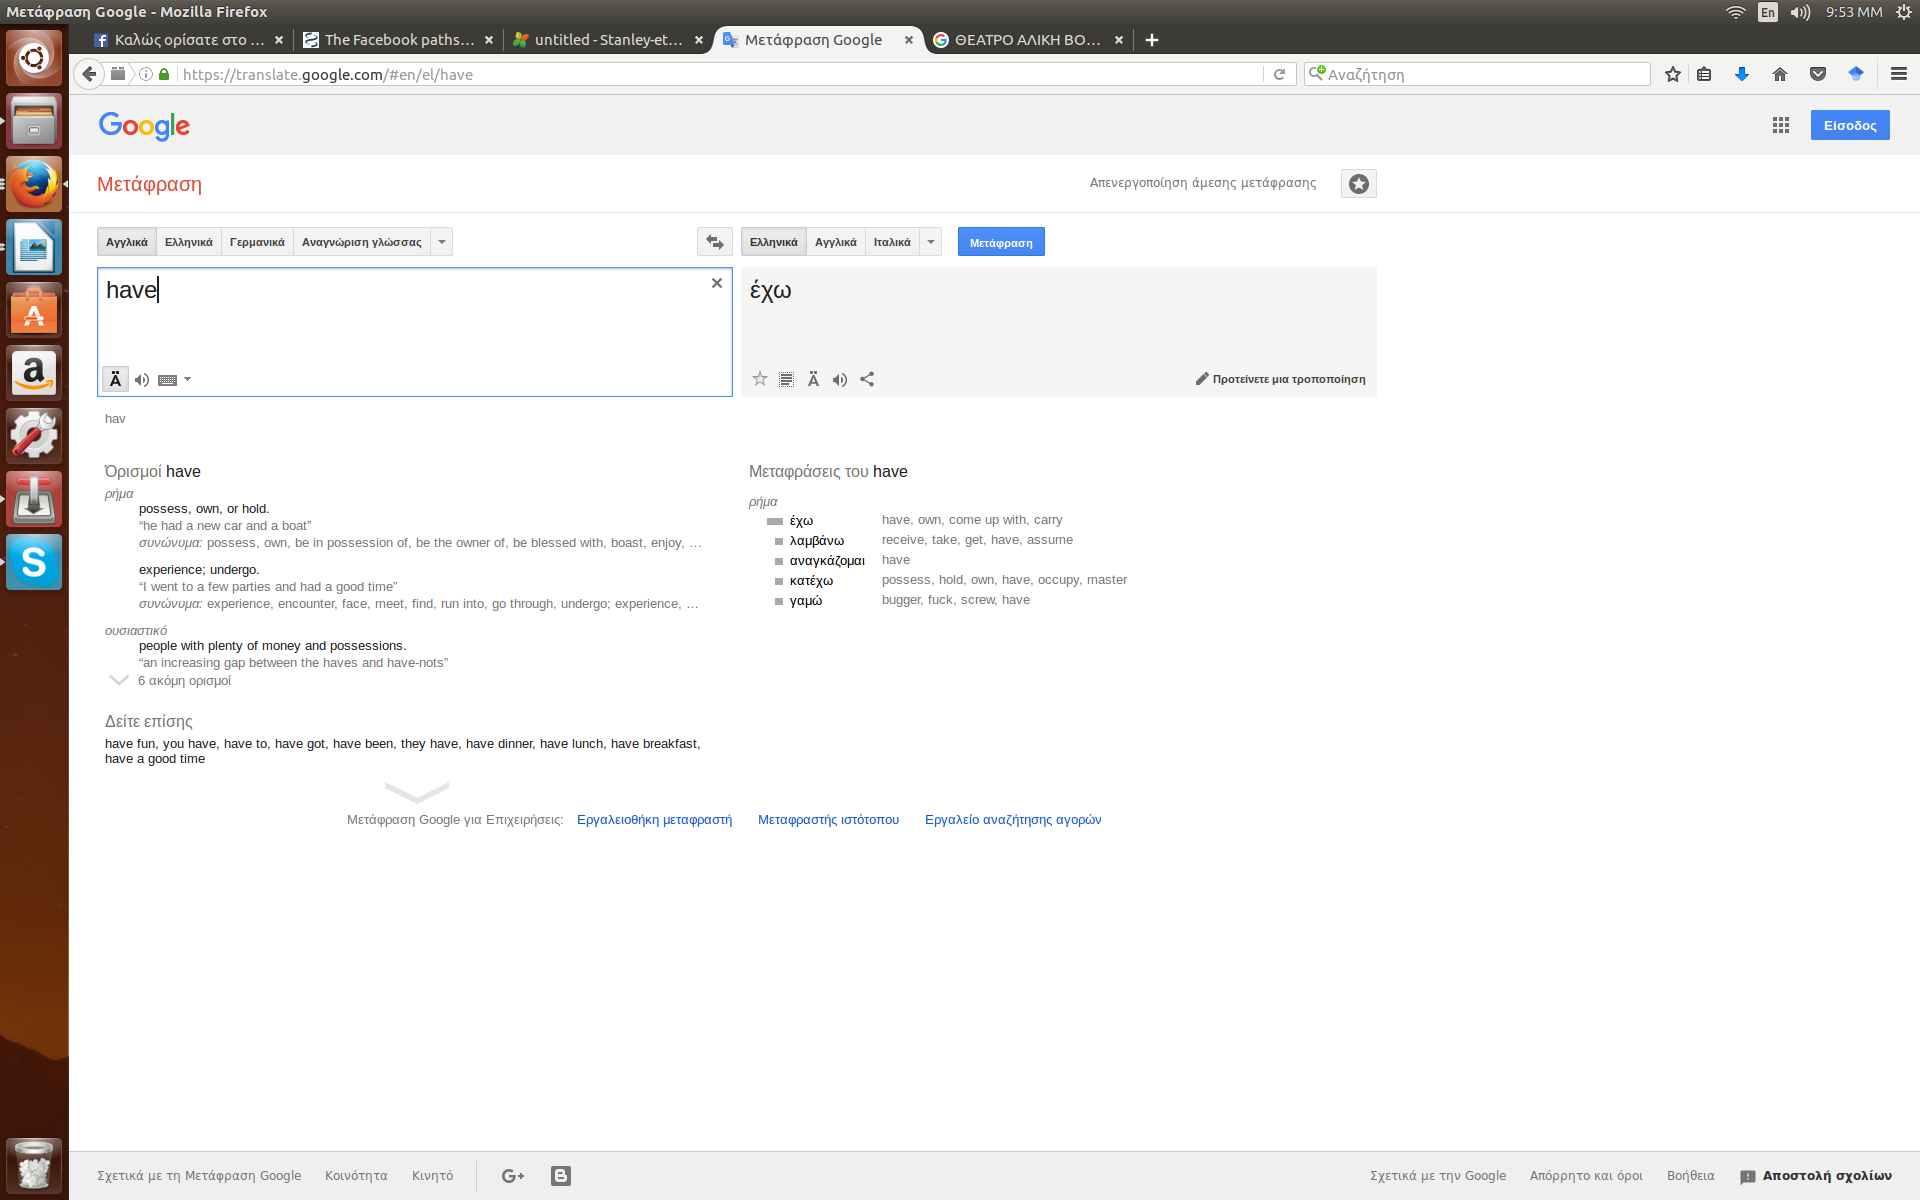 Μετάφραση Google - Mozilla Firefox
En
9:53 ΜΜ
Καλώς ορίσατε στο ...
The Facebook paths...
untitled - Stanley-et...
Μετάφραση Google
ΘΕΑΤΡΟ ΑΛΙΚΗ ΒΟ...
https://translate.google.com/#en/el/have
Αναζήτηση
Google
Είσοδος
Μετάφραση
Απενεργοποίηση άμεσης μετάφρασης
Αγγλικά Ελληνικά Γερμανικά Αναγνώριση γλώσσας
Ελληνικά Αγγλικά Ιταλικά
Μετάφραση
have
έχω
Ä
Ä
Προτείνετε μια τροποποίηση
hav
Όρισμοί have
ρήμα
possess, own, or hold.
“he had a new car and a boat”
συνώνυμα: possess, own, be in possession of, be the owner of, be blessed with, boast, enjoy, ...
experience; undergo.
“I went to a few parties and had a good time”
συνώνυμα: experience, encounter, face, meet, find, run into, go through, undergo; experience, ...
ουσιαστικό
people with plenty of money and possessions.
“an increasing gap between the haves and have-nots”
6 ακόμη ορισμοί
Μεταφράσεις του have
ρήμα
έχω have, own, come up with, carry
λαμβάνω receive, take, get, have, assume
αναγκάζομαι have
κατέχω possess, hold, own, have, occupy, master
γαμώ bugger, fuck, screw, have
Δείτε επίσης
have fun, you have, have to, have got, have been, they have, have dinner, have lunch, have breakfast,
have a good time
Μετάφραση Google για Επιχειρήσεις: Εργαλειοθήκη μεταφραστή Μεταφραστής ιστότοπου Εργαλείο αναζήτησης αγορών
Σχετικά με τη Μετάφραση Google Κοινότητα Κινητό G+
Σχετικά με την Google Απόρρητο και όροι Βοήθεια Αποστολή σχολίων